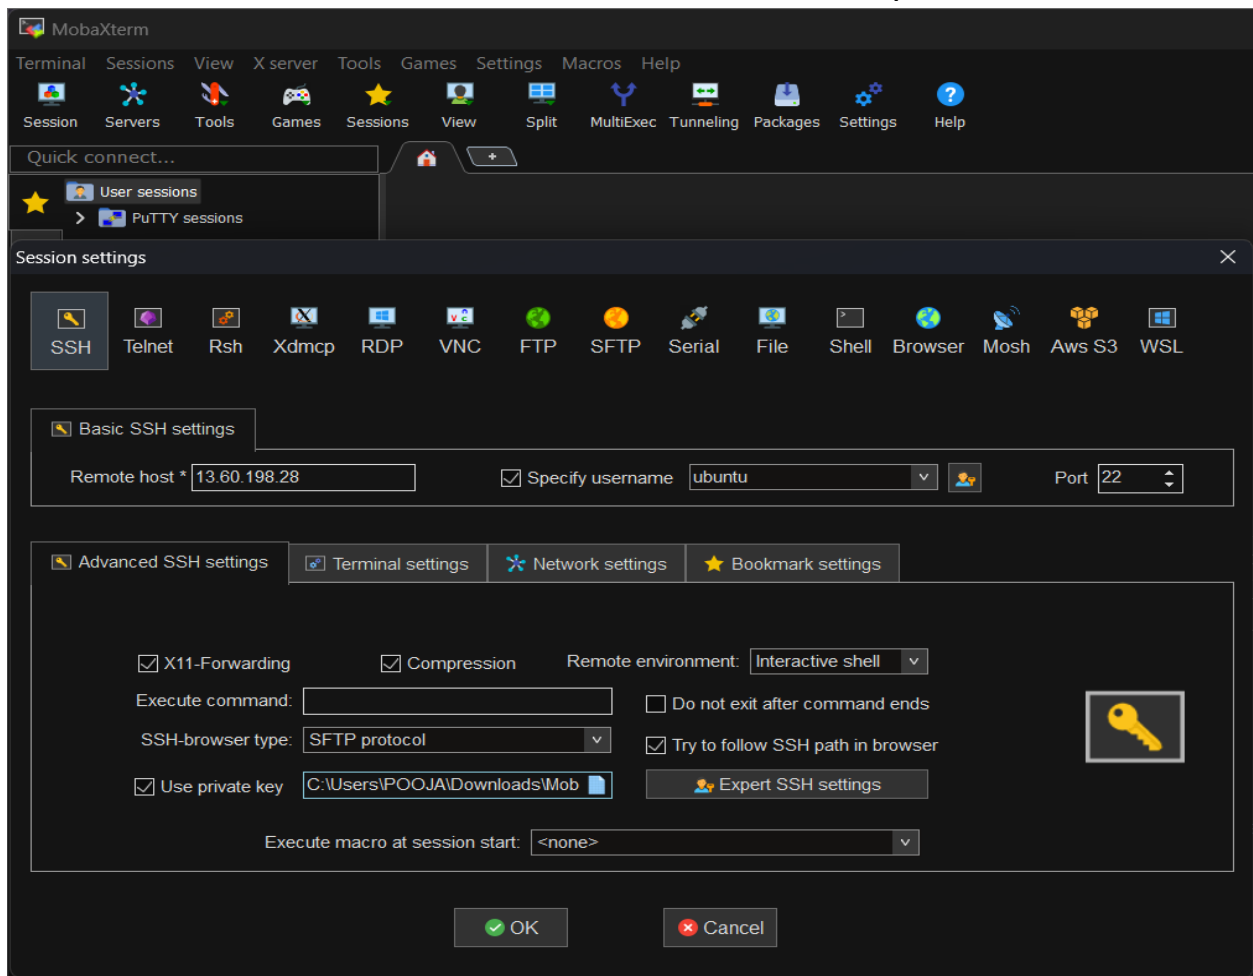 MobaXterm
Terminal Sessions View X server Tools Games Settings Macros Help
Session Servers Tools Games Sessions View Split MultiExec Tunneling Packages Settings Help
Quick connect...
User sessions
PuTTY sessions
Session settings
SSH Telnet Rsh Xdmcp RDP VNC FTP SFTP Serial File Shell Browser Mosh Aws S3 WSL
Basic SSH settings
Remote host * 13.60.198.28 Specify username ubuntu Port 22
Advanced SSH settings Terminal settings Network settings Bookmark settings
X11-Forwarding Compression Remote environment: Interactive shell
Execute command: Do not exit after command ends
SSH-browser type: SFTP protocol Try to follow SSH path in browser
Use private key C:\Users\POOJA\Downloads\Mob Expert SSH settings
Execute macro at session start: <none>
OK Cancel